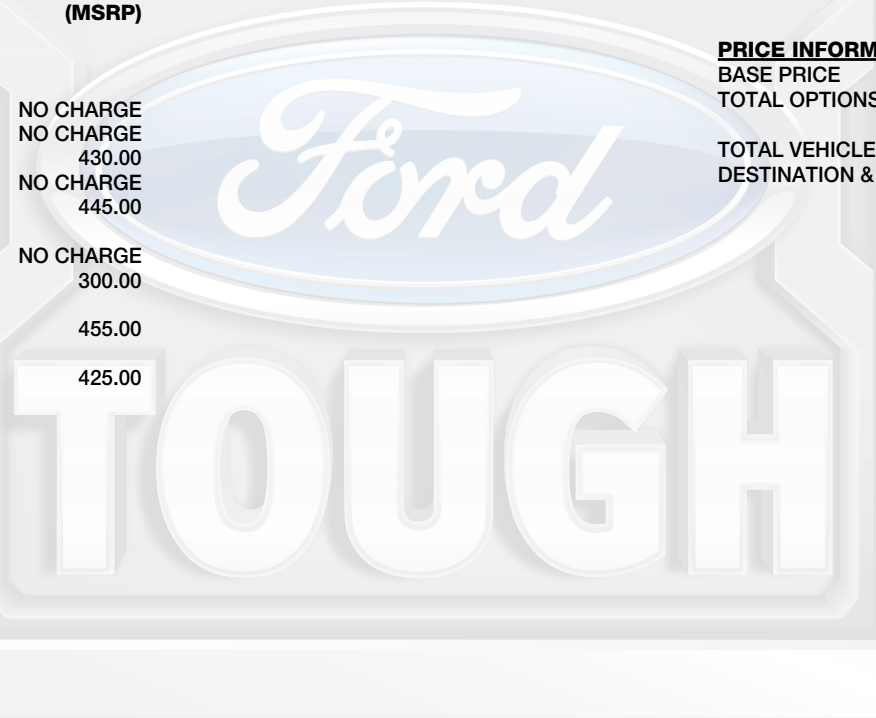 (MSRP)
NO CHARGE
NO CHARGE
430.00
NO CHARGE
445.00
NO CHARGE
300.00
455.00
425.00
PRICE INFORM
BASE PRICE
TOTAL OPTIONS
TOTAL VEHICLE
DESTINATION &
Ford
TOUGH